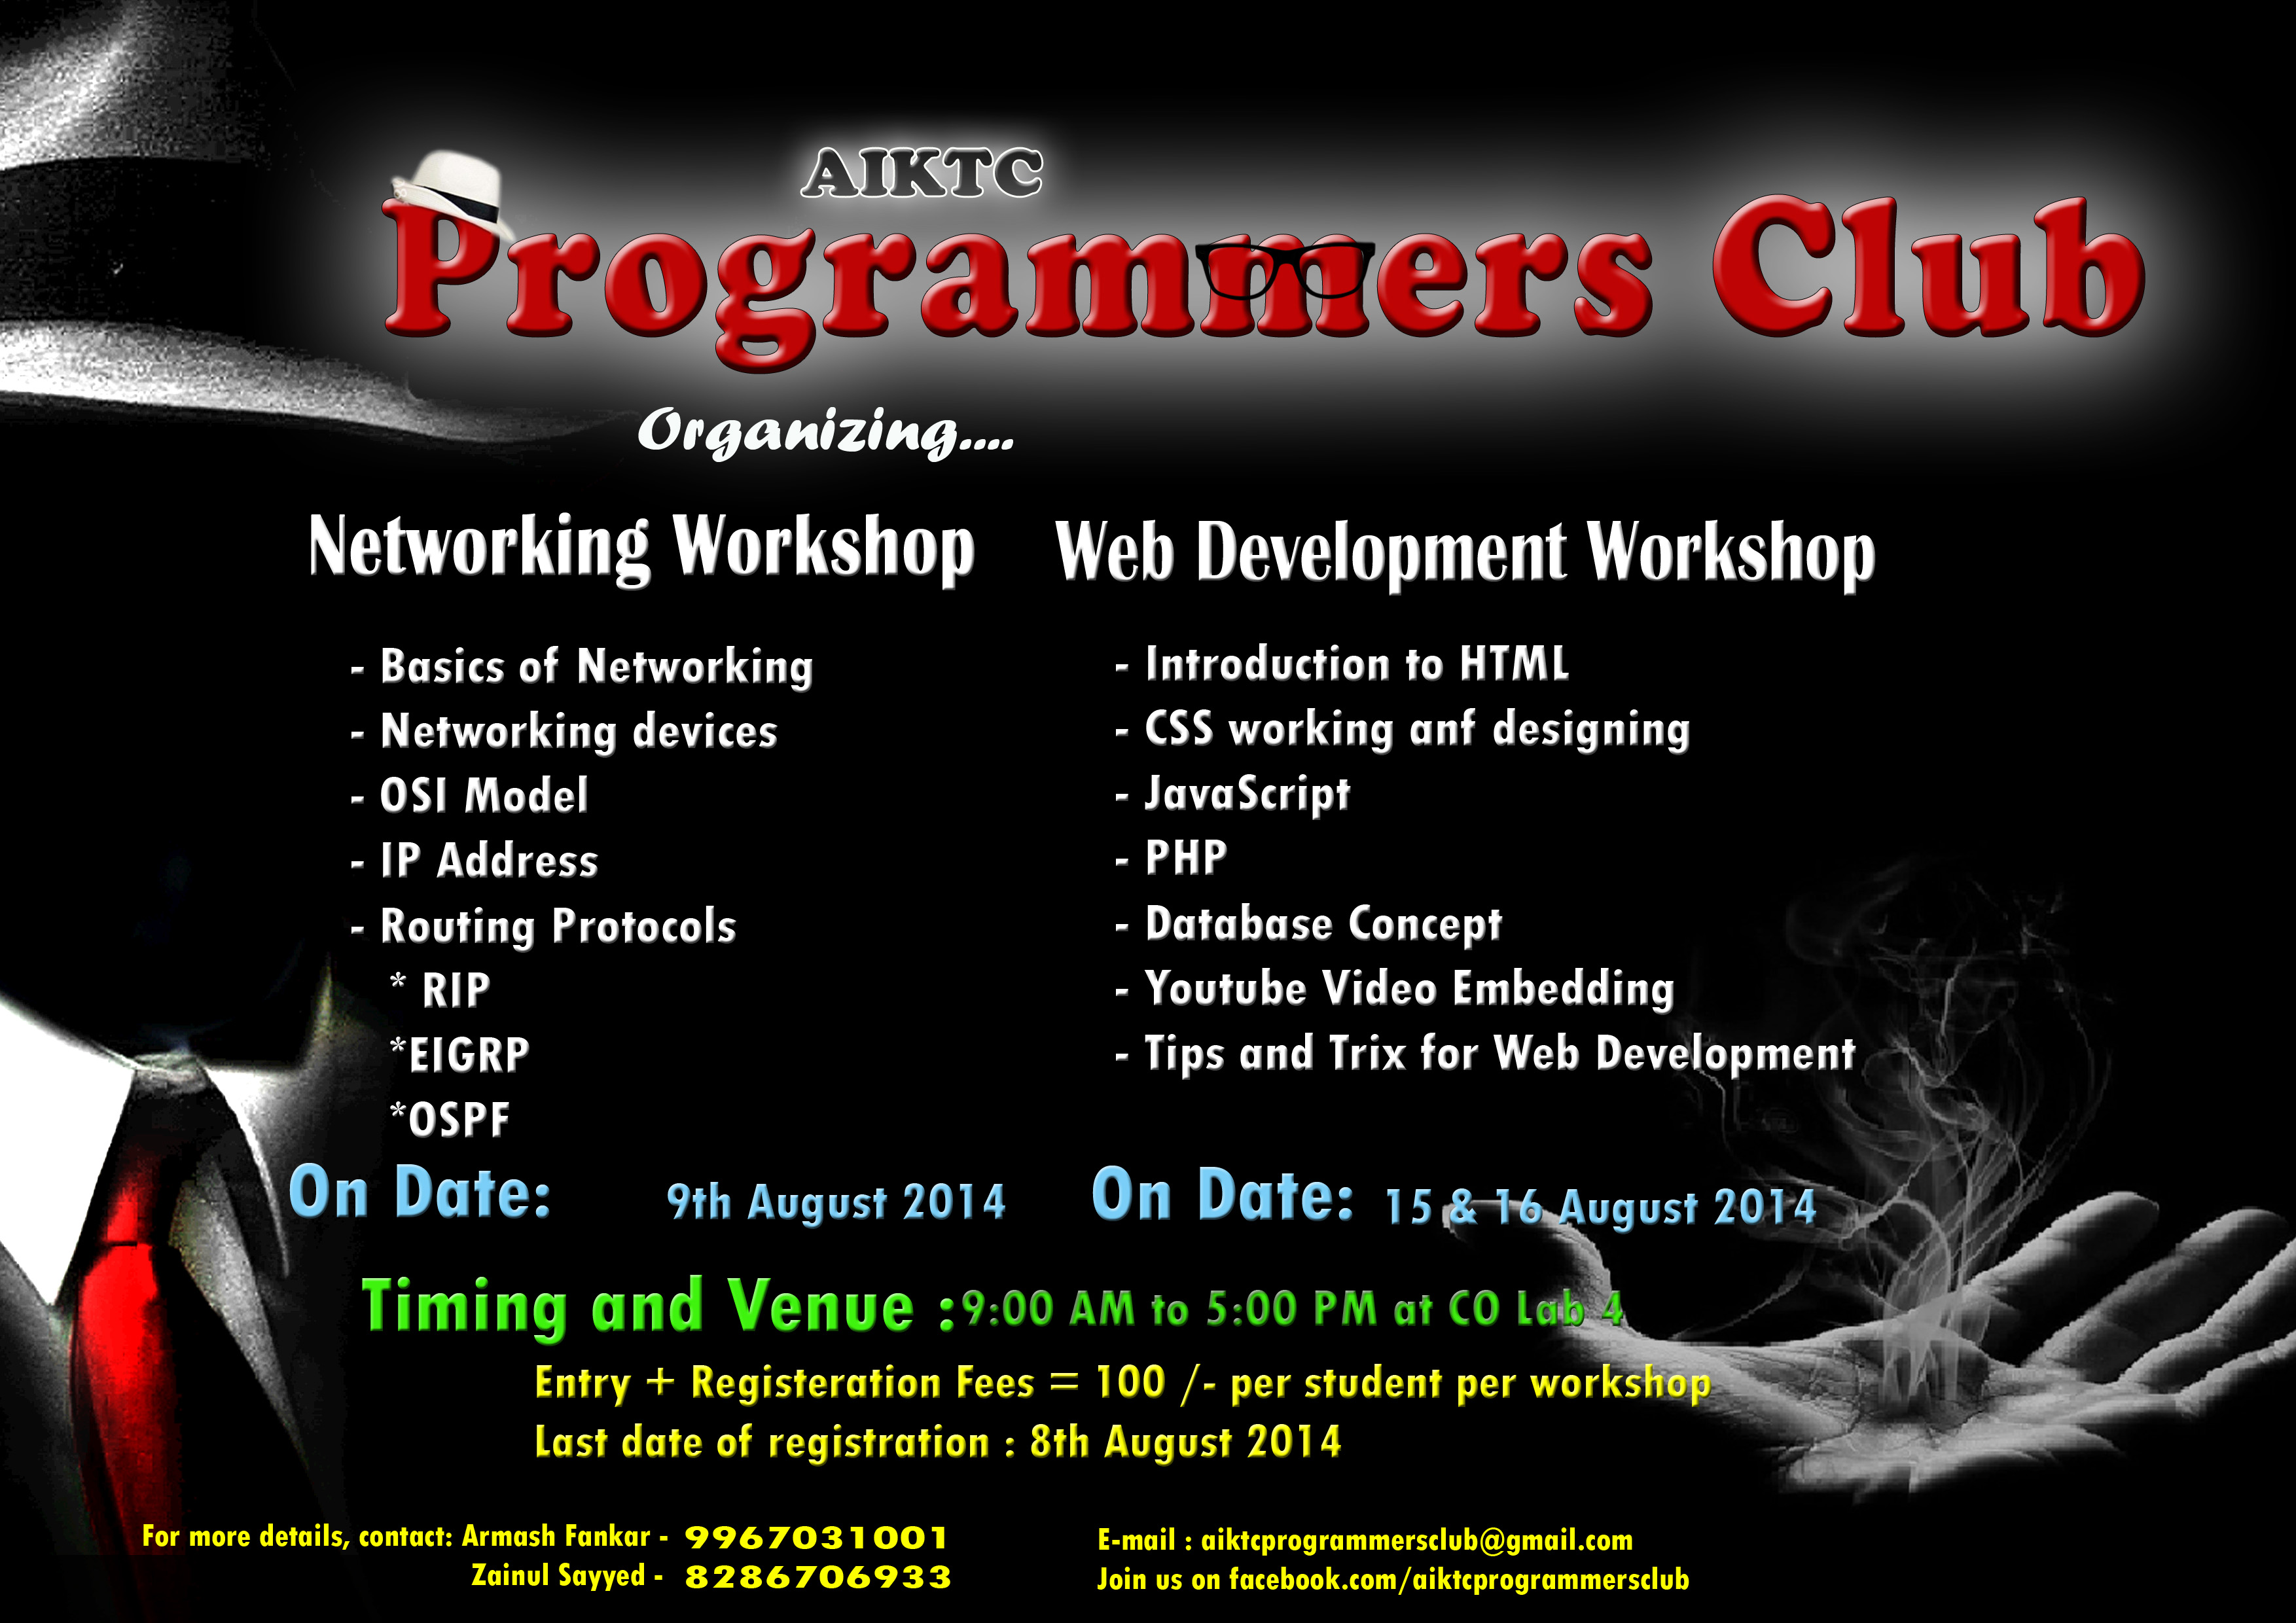 AIKTC
Programmers Club
Organizing....
Networking Workshop
- Basics of Networking
- Networking devices
- OSI Model
- IP Address
- Routing Protocols
* RIP
*EIGRP
*OSPF
On Date: 9th August 2014
Web Development Workshop
- Introduction to HTML
- CSS working anf designing
- JavaScript
- PHP
- Database Concept
- Youtube Video Embedding
- Tips and Trix for Web Development
On Date: 15 & 16 August 2014
Timing and Venue :9:00 AM to 5:00 PM at CO Lab 4
Entry + Registeration Fees = 100 /- per student per workshop
Last date of registration : 8th August 2014
For more details, contact: Armash Fankar - 9967031001
Zainul Sayyed - 8286706933
E-mail : aiktcprogrammersclub@gmail.com
Join us on facebook.com/aiktcprogrammersclub